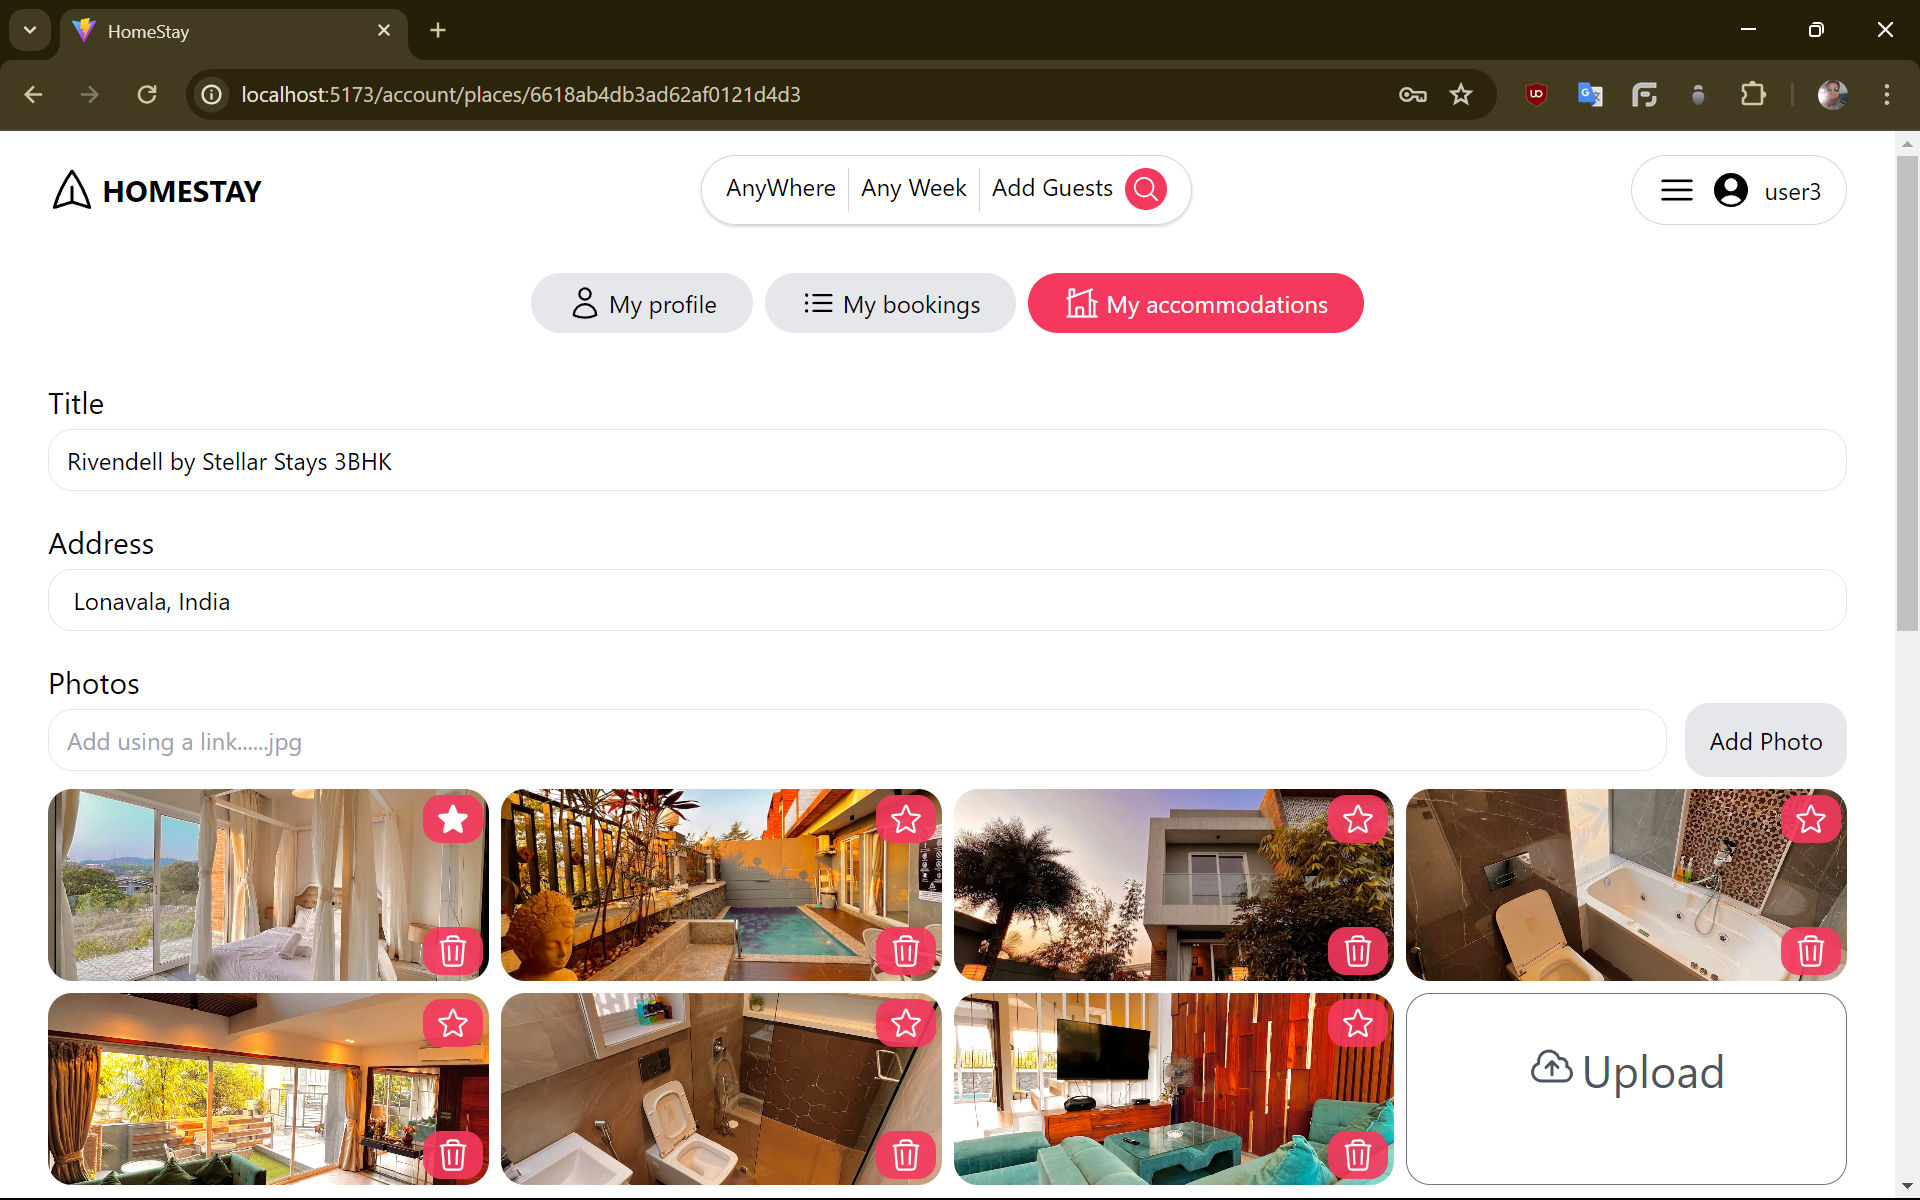 HomeStay
localhost:5173/account/places/6618ab4db3ad62af0121d4d3
HOMESTAY
AnyWhere
Any Week
Add Guests
user3
My profile
My bookings
My accommodations
Title
Rivendell by Stellar Stays 3BHK
Address
Lonavala, India
Photos
Add using a link......jpg
Add Photo
Upload